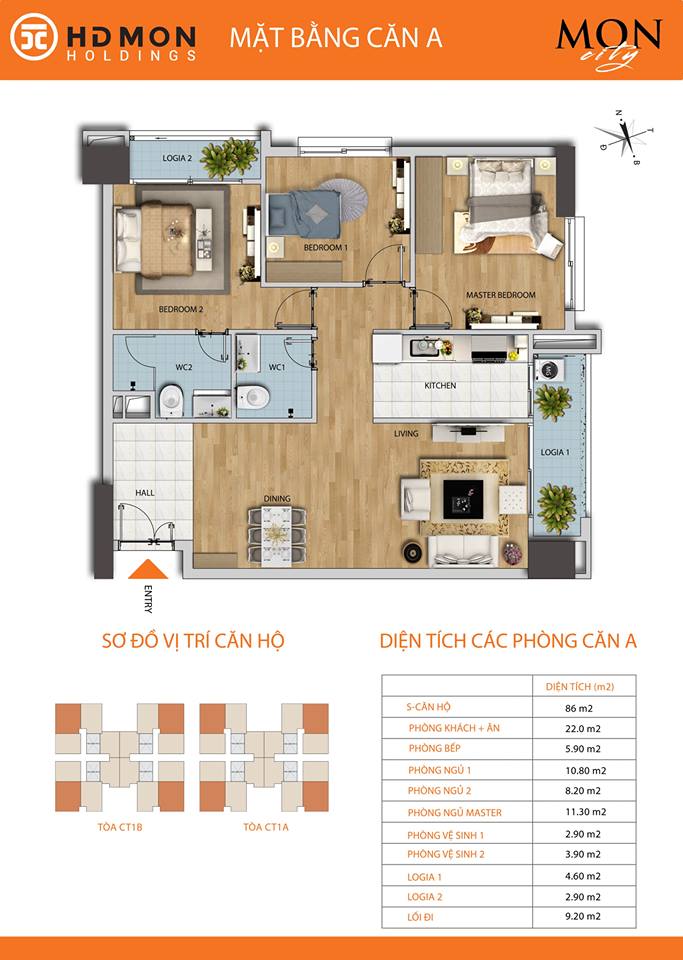 HDMON
HOLDINGS
MẶT BẰNG CĂN A
MON
city
N
T
Đ
B
LOGIA 2
BEDROOM 1
BEDROOM 2
MASTER BEDROOM
WC2
WC1
KITCHEN
MG
LIVING
LOGIA 1
HALL
DINING
ENTRY
SƠ ĐỒ VỊ TRÍ CĂN HỘ
TÒA CT1B
TÒA CT1A
DIỆN TÍCH CÁC PHÒNG CĂN A
DIỆN TÍCH (m2)
S-CĂN HỘ 86 m2
PHÒNG KHÁCH + ĂN 22.0 m2
PHÒNG BẾP 5.90 m2
PHÒNG NGỦ 1 10.80 m2
PHÒNG NGỦ 2 8.20 m2
PHÒNG NGỦ MASTER 11.30 m2
PHÒNG VỆ SINH 1 2.90 m2
PHÒNG VỆ SINH 2 3.90 m2
LOGIA 1 4.60 m2
LOGIA 2 2.90 m2
LỐI ĐI 9.20 m2